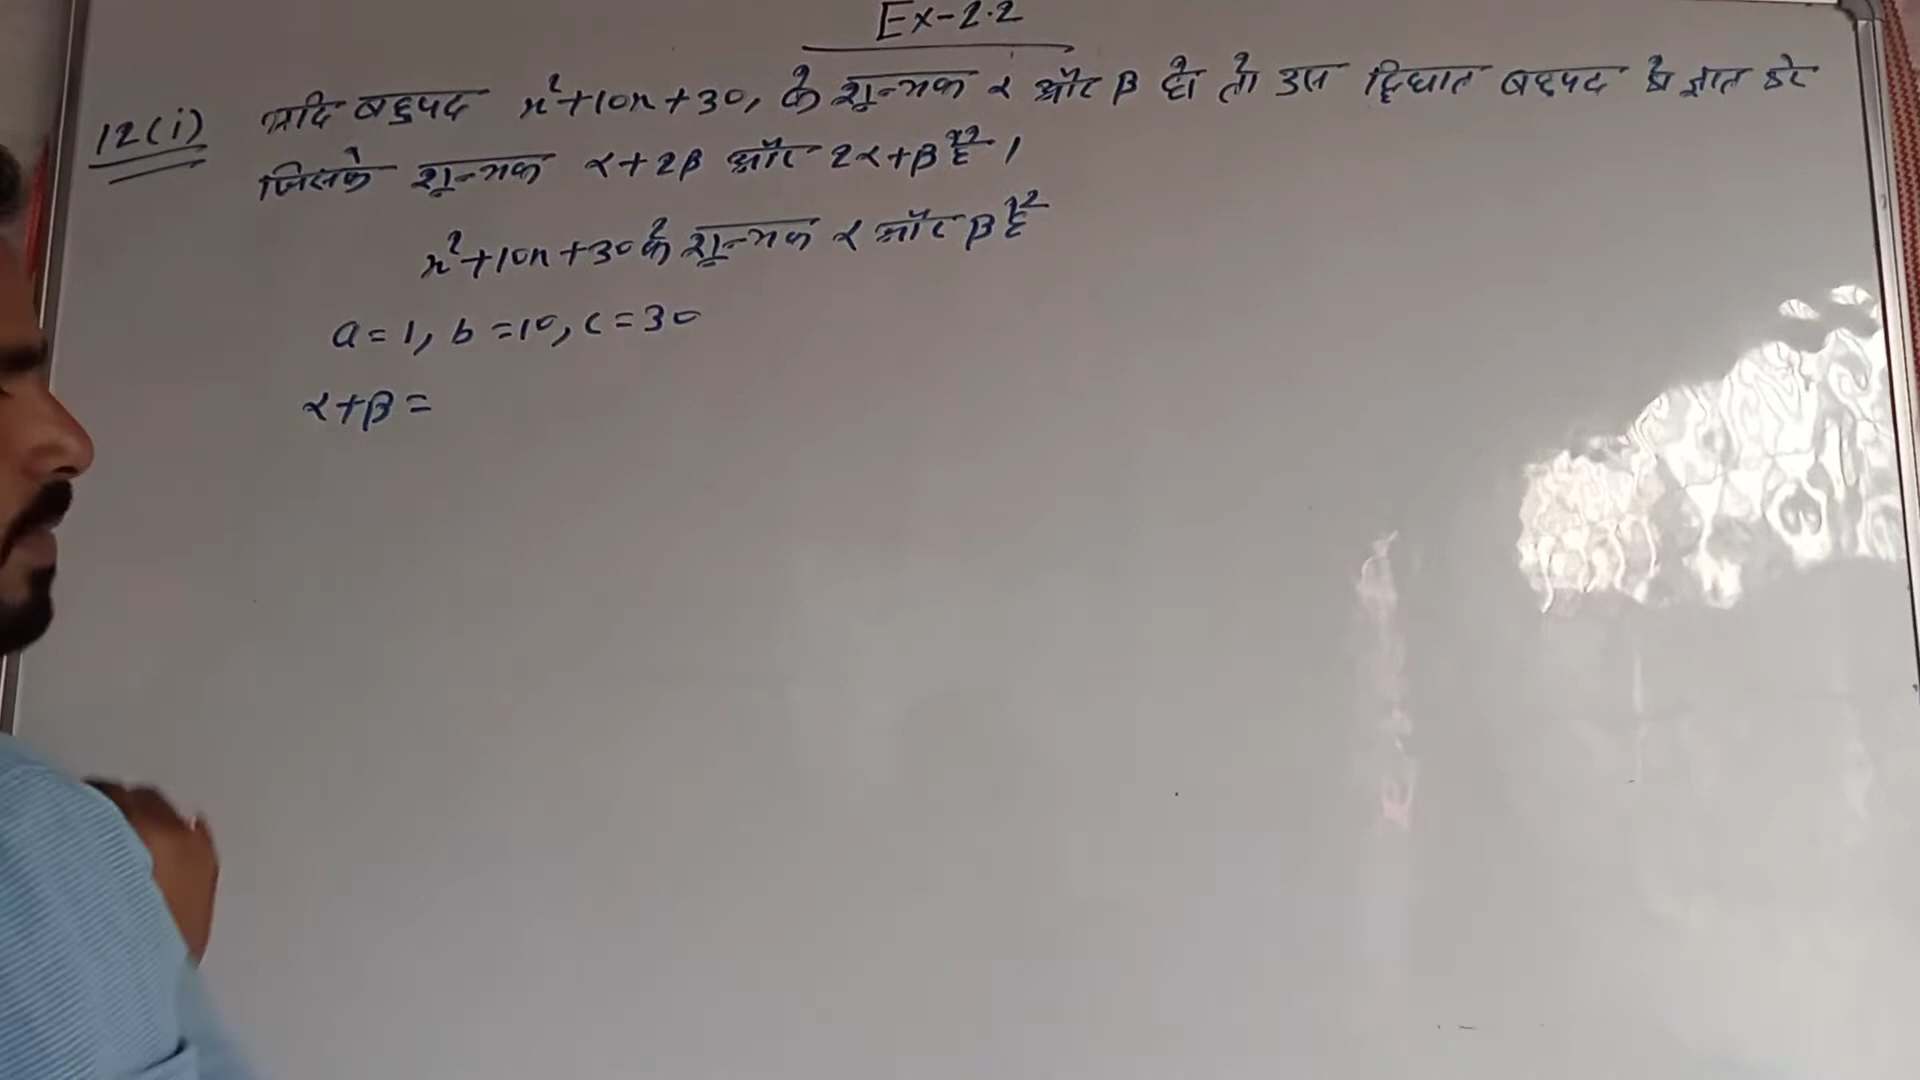 Ex-2.2
12(i) यदि बहुपद x²+10x+30, के शून्यक α और β हो तो उस द्विघात बहुपद को ज्ञात करे
जिसके शून्यक α+2β और 2α+β है।
x²+10x+30 के शून्यक α और β है
a=1, b=10, c=30
α+β=